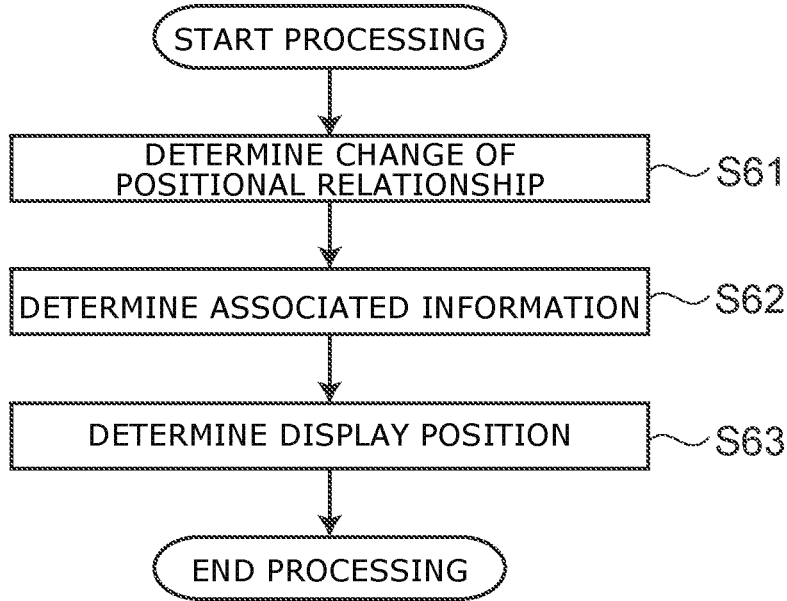 START PROCESSING
DETERMINE CHANGE OF
POSITIONAL RELATIONSHIP
S61
DETERMINE ASSOCIATED INFORMATION
S62
DETERMINE DISPLAY POSITION
S63
END PROCESSING